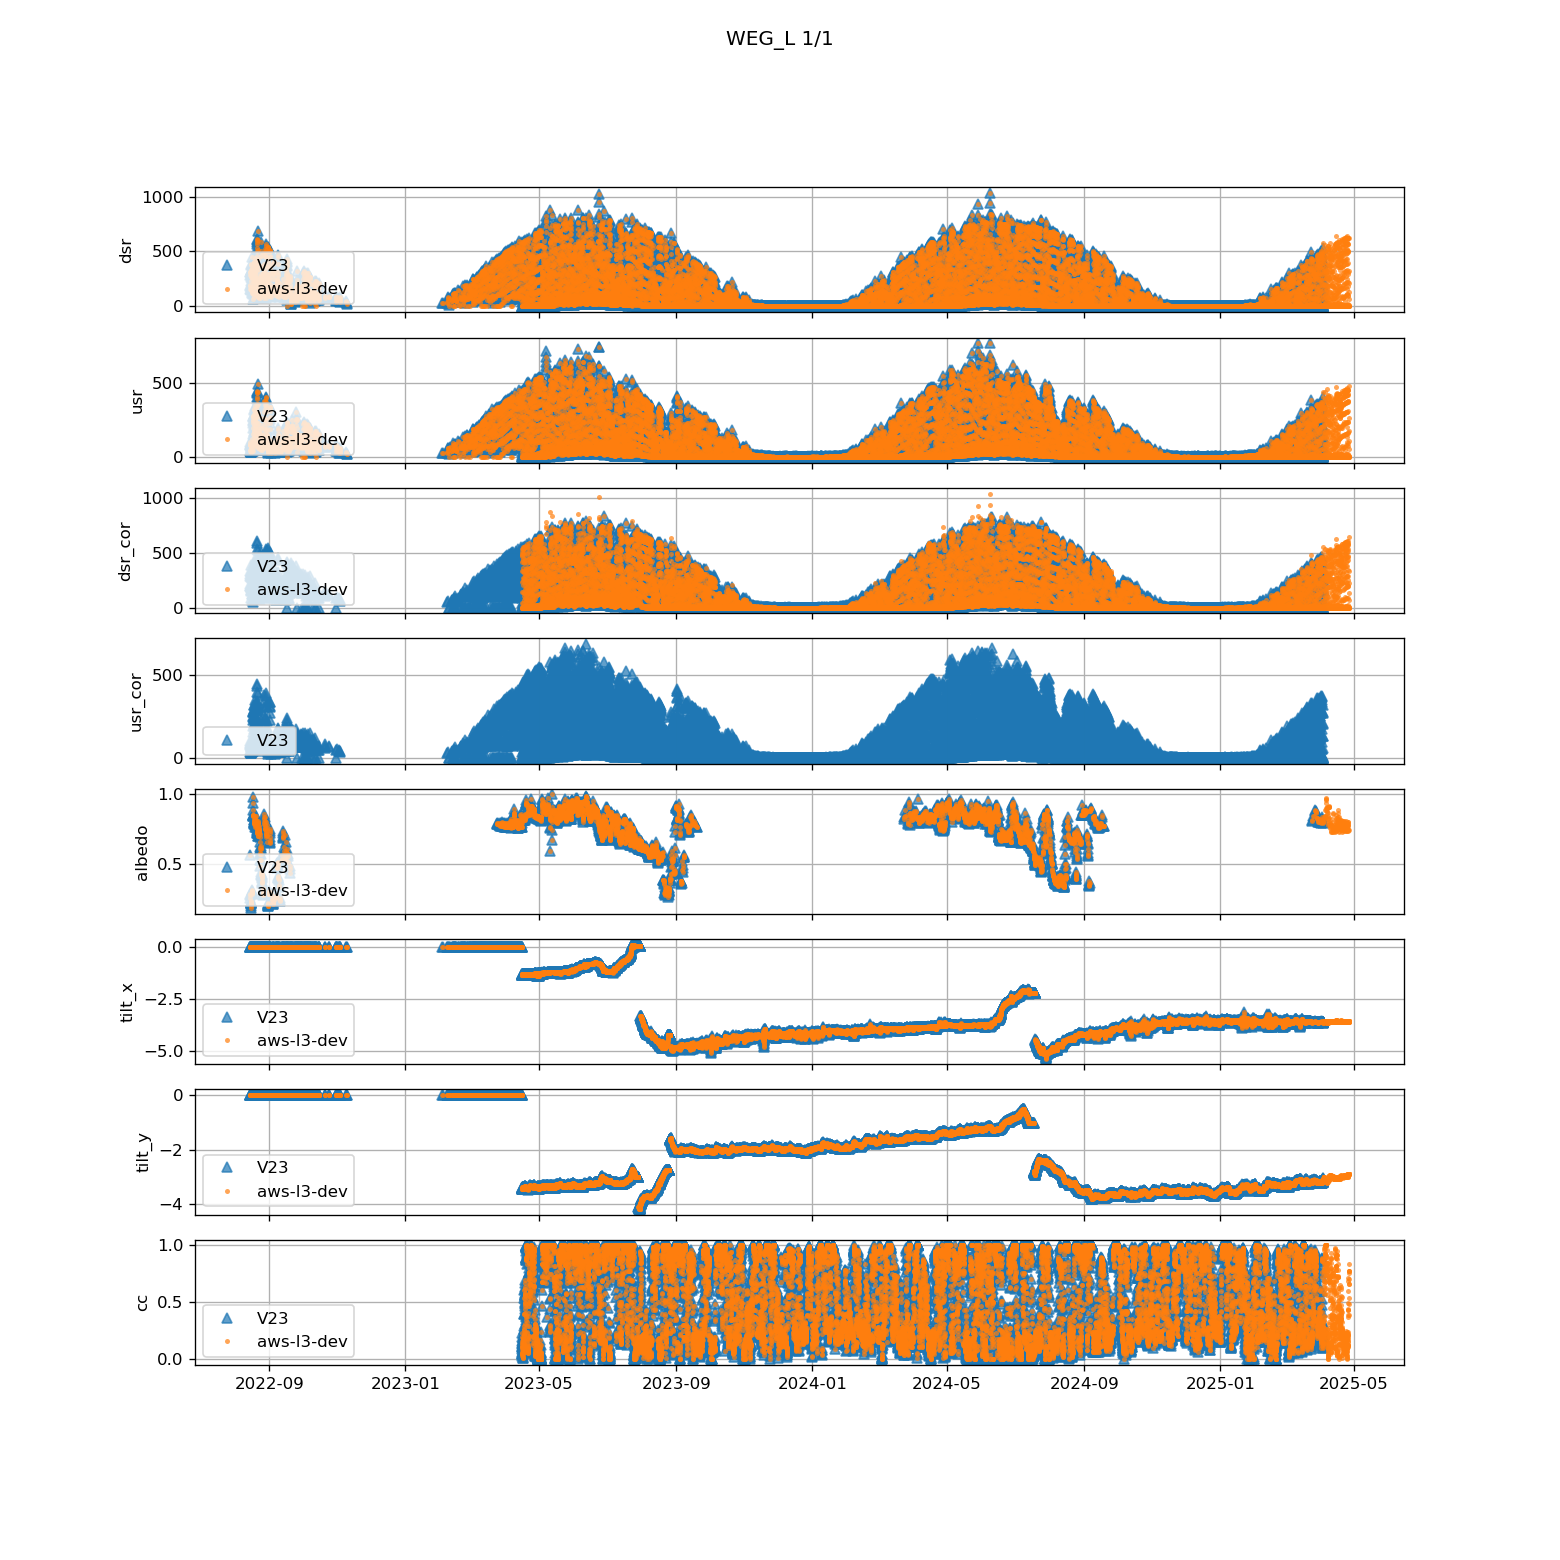 WEG_L 1/1
dsr
1000
500
0
V23
aws-l3-dev
usr
500
0
V23
aws-l3-dev
dsr_cor
1000
500
0
V23
aws-l3-dev
usr_cor
500
0
V23
albedo
1.0
0.5
V23
aws-l3-dev
tilt_x
0.0
−2.5
−5.0
V23
aws-l3-dev
tilt_y
0
−2
−4
V23
aws-l3-dev
cc
1.0
0.5
0.0
V23
aws-l3-dev
2022-09 2023-01 2023-05 2023-09 2024-01 2024-05 2024-09 2025-01 2025-05